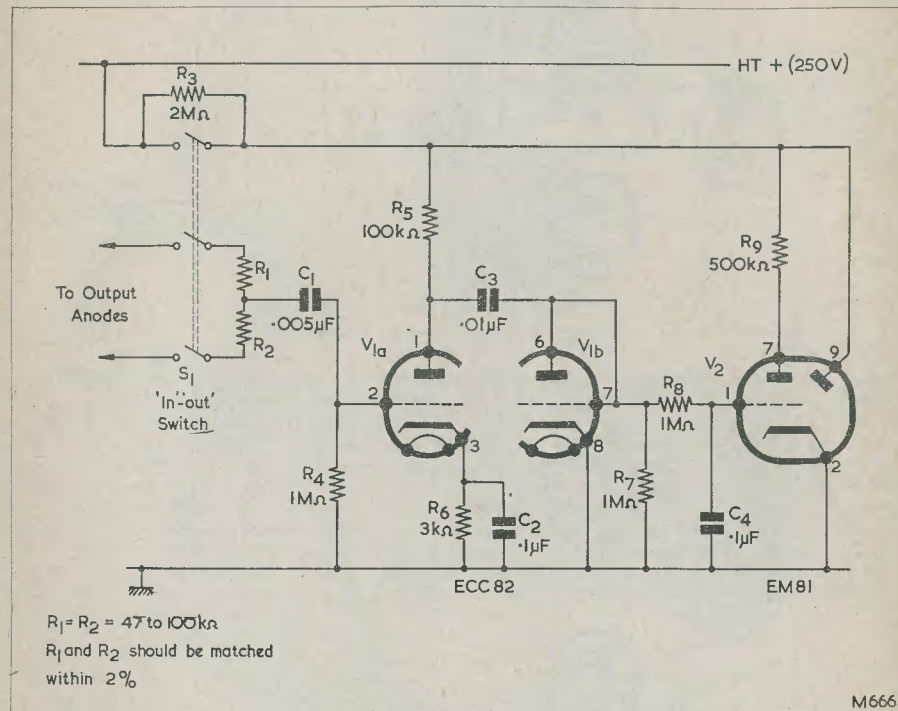 HT + (250V)
R3
2MΩ
R5
100kΩ
R9
500kΩ
R1
C1
·005μF
C3
·01μF
To Output
Anodes
R2
S1
'In'-'out'
Switch
V1a
1
2
3
6
V1b
7
8
R8
1MΩ
V2
7
9
1
2
R4
1MΩ
R6
3kΩ
C2
·1μF
R7
1MΩ
C4
·1μF
ECC 82
EM81
R1 = R2 = 47 to 100kΩ
R1 and R2 should be matched
within 2%
M666